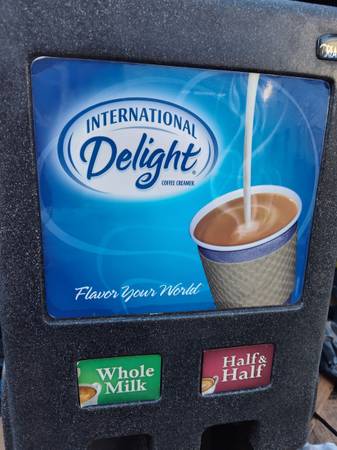 INTERNATIONAL
Delight®
COFFEE CREAMER
Flavor Your World
Whole
Milk
Half &
Half